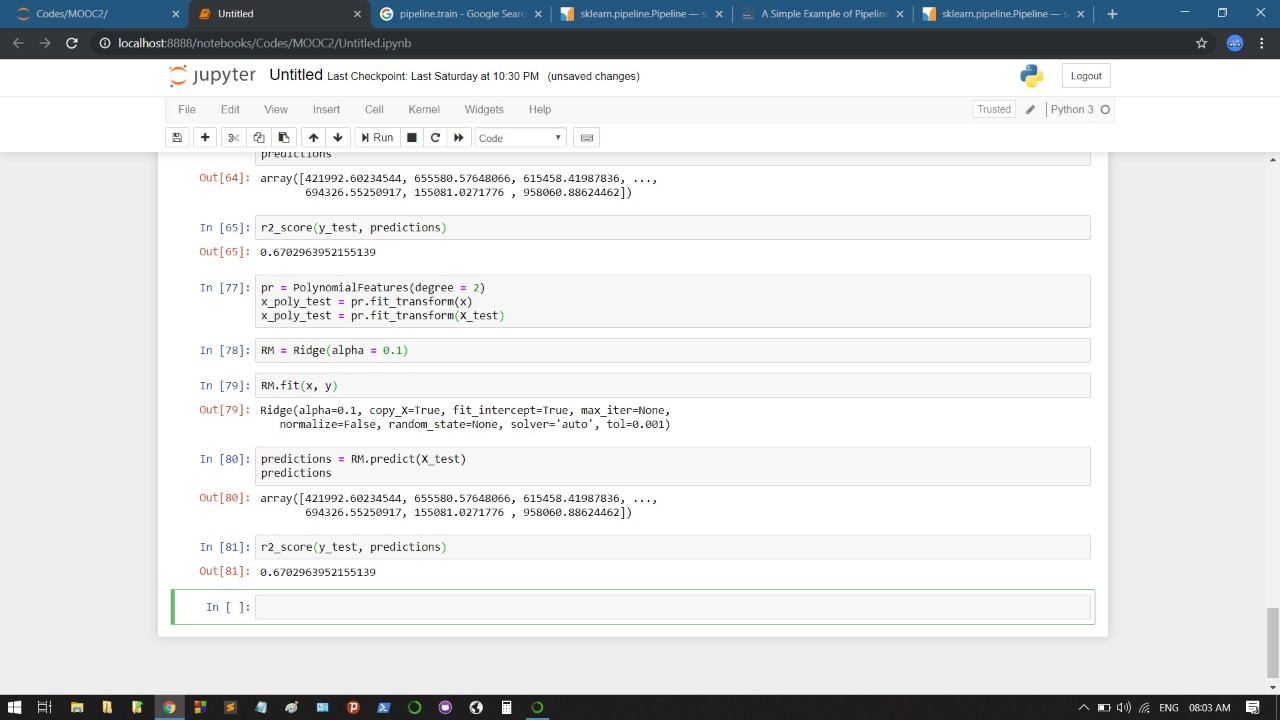 Codes/MOOC2/
Untitled
pipeline.train - Google Searc
sklearn.pipeline.Pipeline — s
A Simple Example of Pipeline
sklearn.pipeline.Pipeline — s
localhost:8888/notebooks/Codes/MOOC2/Untitled.ipynb
jupyter Untitled Last Checkpoint: Last Saturday at 10:30 PM (unsaved changes)
Logout
File Edit View Insert Cell Kernel Widgets Help
Trusted Python 3
Run Code
predictions
Out[64]: array([421992.60234544, 655580.57648066, 615458.41987836, ...,
694326.55250917, 155081.0271776 , 958060.88624462])
In [65]: r2_score(y_test, predictions)
Out[65]: 0.6702963952155139
In [77]: pr = PolynomialFeatures(degree = 2)
x_poly_test = pr.fit_transform(x)
x_poly_test = pr.fit_transform(X_test)
In [78]: RM = Ridge(alpha = 0.1)
In [79]: RM.fit(x, y)
Out[79]: Ridge(alpha=0.1, copy_X=True, fit_intercept=True, max_iter=None,
normalize=False, random_state=None, solver='auto', tol=0.001)
In [80]: predictions = RM.predict(X_test)
predictions
Out[80]: array([421992.60234544, 655580.57648066, 615458.41987836, ...,
694326.55250917, 155081.0271776 , 958060.88624462])
In [81]: r2_score(y_test, predictions)
Out[81]: 0.6702963952155139
In [ ]:
ENG 08:03 AM